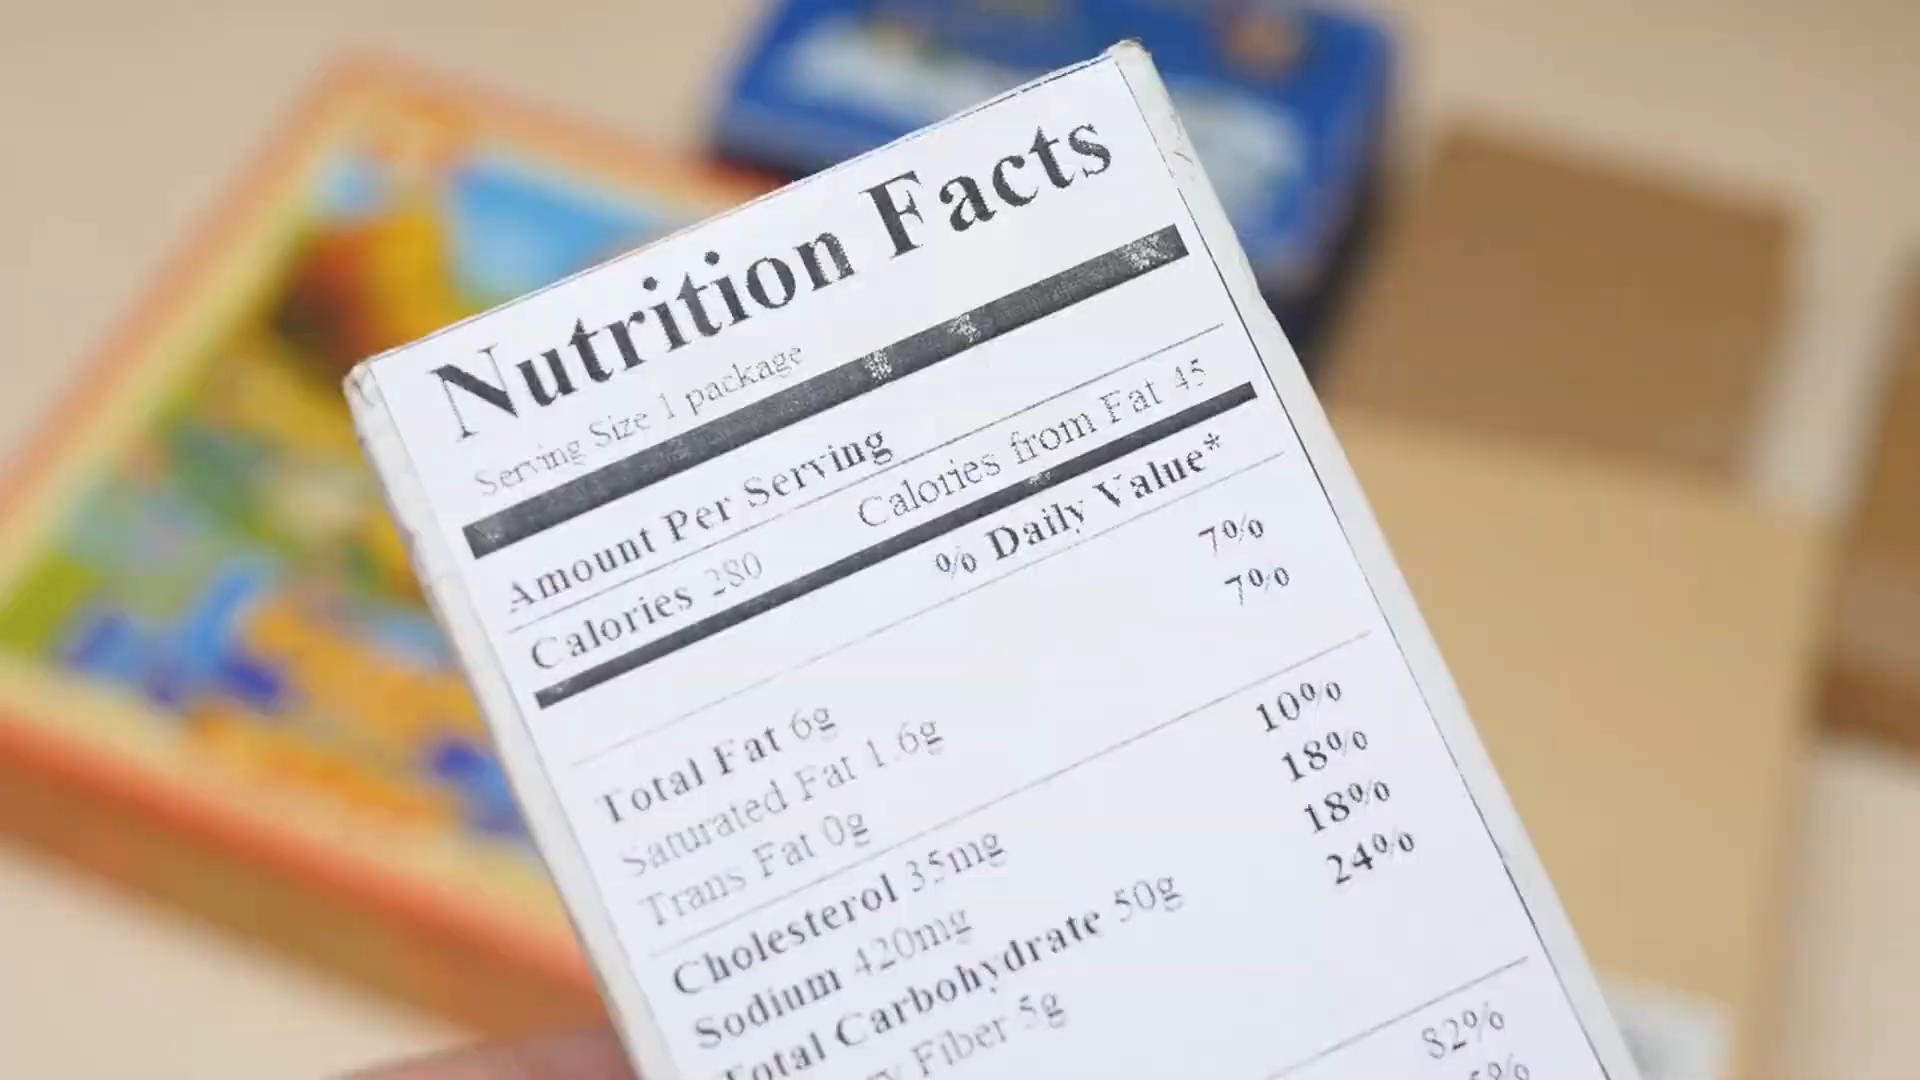 Nutrition Facts
Serving Size 1 package
Amount Per Serving
Calories 280 Calories from Fat 45
% Daily Value*
Total Fat 6g 7%
Saturated Fat 1.6g 7%
Trans Fat 0g
Cholesterol 35mg 10%
Sodium 420mg 18%
Total Carbohydrate 50g 18%
Fiber 5g 24%
82%